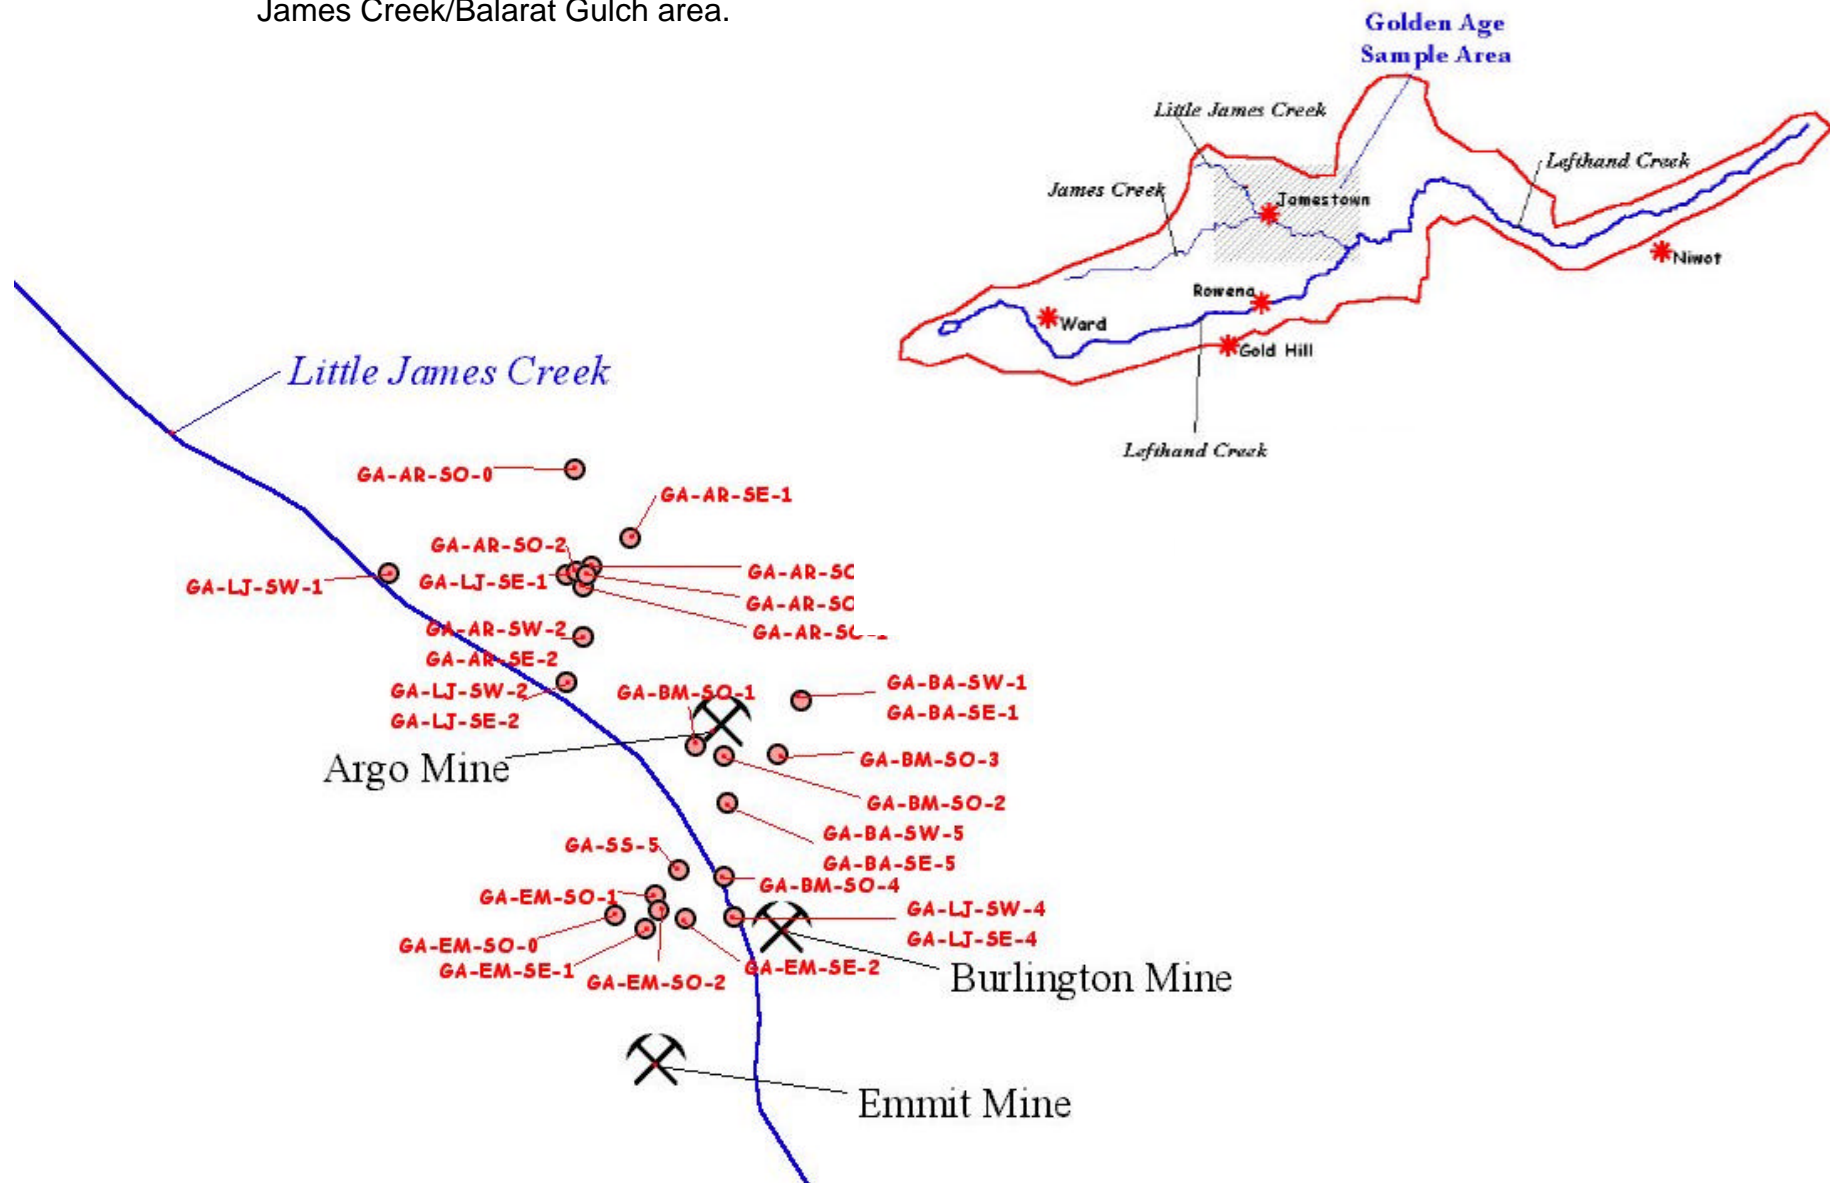 James Creek/Balarat Gulch area.
Golden Age
Sample Area
Little James Creek
Lefthand Creek
James Creek
Jamestown
Niwot
Rowena
Ward
Gold Hill
Lefthand Creek
Little James Creek
GA-AR-SO-0
GA-AR-SE-1
GA-AR-SO-2
GA-AR-SO
GA-LJ-SW-1
GA-LJ-SE-1
GA-AR-SO
GA-AR-SW-2
GA-AR-SE-2
GA-LJ-SW-2
GA-LJ-SE-2
GA-BM-SO-1
GA-BA-SW-1
GA-BA-SE-1
Argo Mine
GA-BM-SO-3
GA-BM-SO-2
GA-BA-SW-5
GA-BA-SE-5
GA-SS-5
GA-BM-SO-4
GA-EM-SO-1
GA-LJ-SW-4
GA-LJ-SE-4
GA-EM-SO-0
GA-EM-SE-1
GA-EM-SO-2
GA-EM-SE-2
Burlington Mine
Emmit Mine